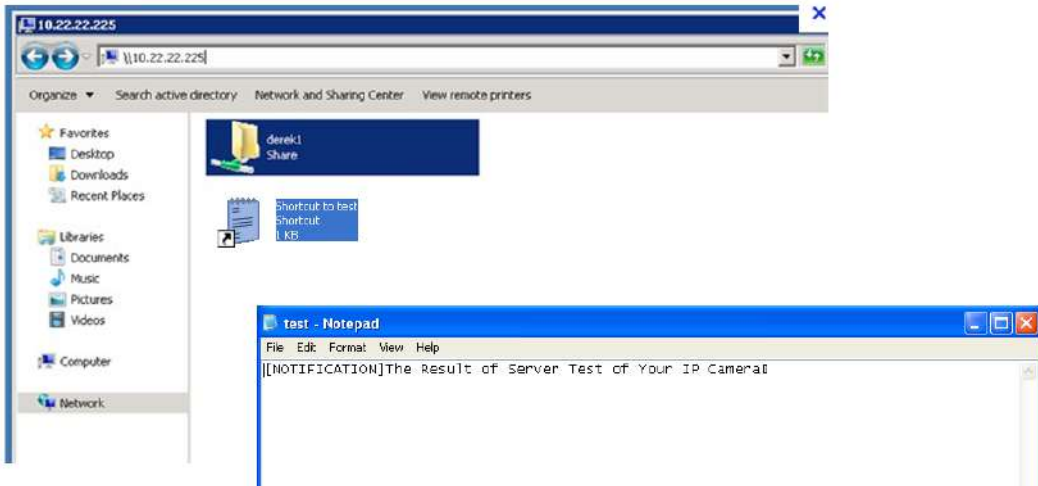 10.22.22.225
\\10.22.22.225
Organize Search active directory Network and Sharing Center View remote printers
Favorites
Desktop
Downloads
Recent Places
Libraries
Documents
Music
Pictures
Videos
Computer
Network
derek1
Share
Shortcut to test
Shortcut
1 KB
test - Notepad
File Edit Format View Help
[NOTIFICATION]The Result of Server Test of Your IP Camera